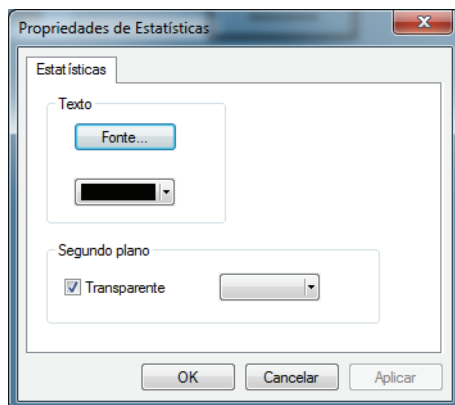 Propriedades de Estatísticas
Estatísticas
Texto
Fonte...
Segundo plano
Transparente
OK Cancelar Aplicar